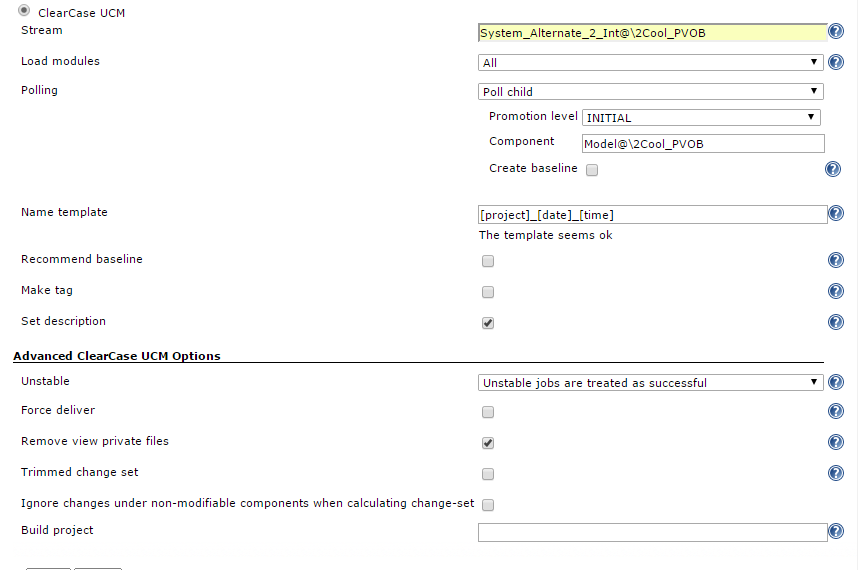 ClearCase UCM
Stream System_Alternate_2_Int@\2Cool_PVOB ?
Load modules All ?
Polling Poll child
Promotion level INITIAL
Component Model@\2Cool_PVOB
Create baseline ?
Name template [project]_[date]_[time] ?
The template seems ok
Recommend baseline ?
Make tag ?
Set description ?
Advanced ClearCase UCM Options
Unstable Unstable jobs are treated as successful ?
Force deliver ?
Remove view private files ?
Trimmed change set ?
Ignore changes under non-modifiable components when calculating change-set
Build project ?